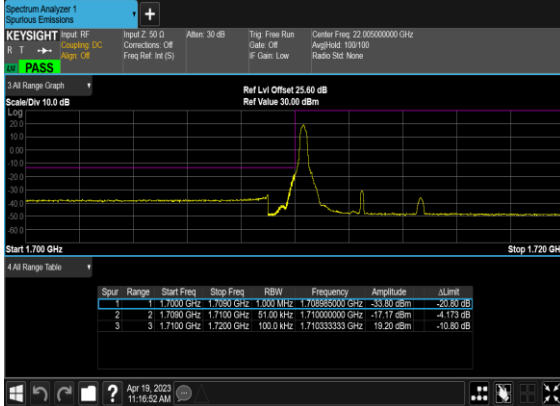 Spectrum Analyzer 1
Spurious Emissions
+
KEYSIGHT Input: RF Input Z: 50 Ω Atten: 30 dB Trig: Free Run Center Freq: 22.005000000 GHz
R T Coupling: DC Corrections: Off Gate: Off Avg|Hold: 100/100
Align: Off Freq Ref: Int (S) IF Gain: Low Radio Std: None
PASS
3 All Range Graph
Ref Lvl Offset 25.60 dB
Scale/Div 10.0 dB Ref Value 30.00 dBm
Log
20.0
10.0
0.00
-10.0
-20.0
-30.0
-40.0
-50.0
-60.0
Start 1.700 GHz Stop 1.720 GH
4 All Range Table
Spur Range Start Freq Stop Freq RBW Frequency Amplitude ΔLimit
1 1 1.7000 GHz 1.7090 GHz 1.000 MHz 1.708985000 GHz -33.80 dBm -20.80 dB
2 2 1.7090 GHz 1.7100 GHz 51.00 kHz 1.710000000 GHz -17.17 dBm -4.173 dB
3 3 1.7100 GHz 1.7200 GHz 100.0 kHz 1.710333333 GHz 19.20 dBm -10.80 dB
? Apr 19, 2023
11:16:52 AM